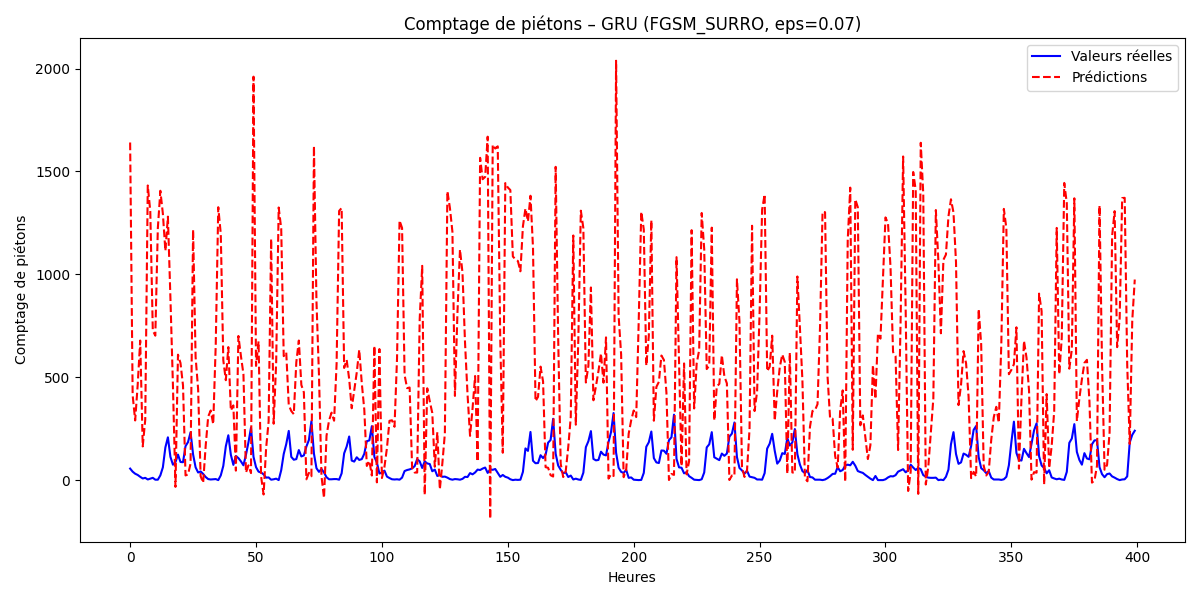 Comptage de piétons – GRU (FGSM_SURRO, eps=0.07)
Valeurs réelles
Prédictions
Comptage de piétons
2000
1500
1000
500
0
0 50 100 150 200 250 300 350 400
Heures